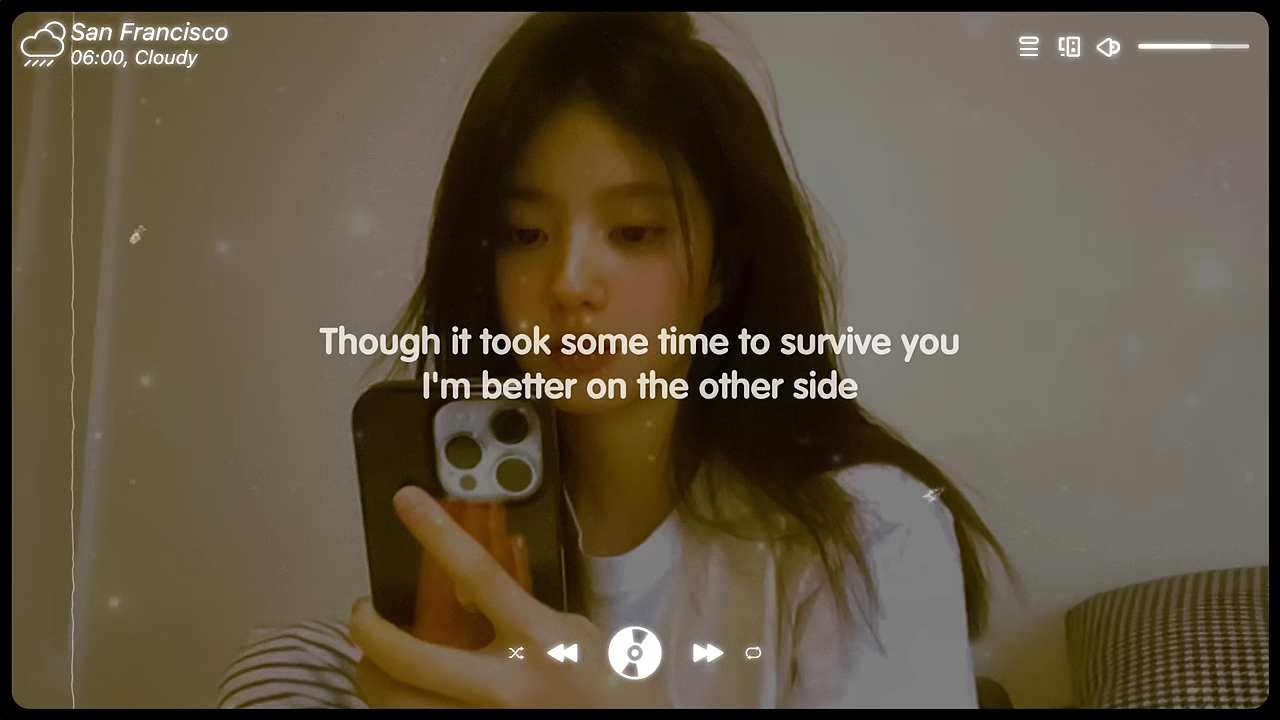 San Francisco
06:00, Cloudy
Though it took some time to survive you
I'm better on the other side